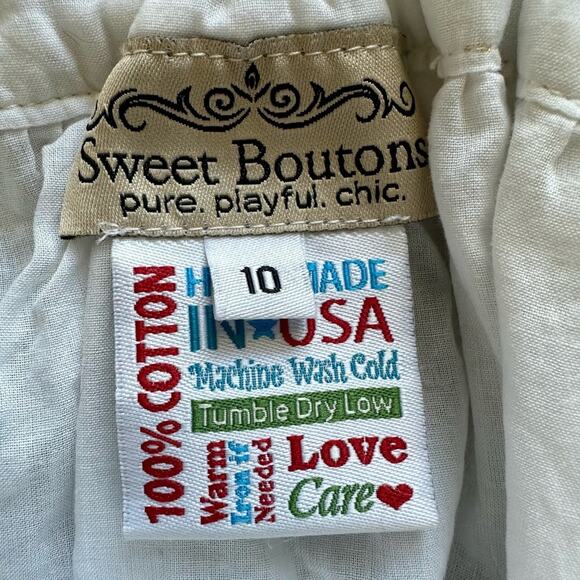 Sweet Boutons
pure. playful. chic.
10
100% COTTON
H MADE
IN USA
Machine Wash Cold
Tumble Dry Low
Warm
Iron if
Needed
Love
Care